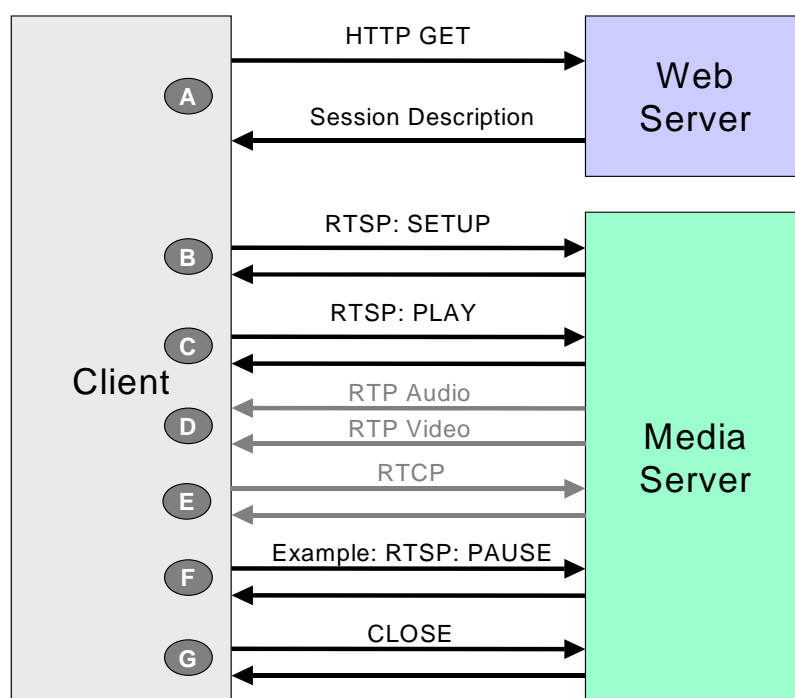 HTTP GET
Web
Server
A
Session Description
RTSP: SETUP
B
RTSP: PLAY
C
Client
RTP Audio
D
RTP Video
Media
Server
RTCP
E
Example: RTSP: PAUSE
F
CLOSE
G